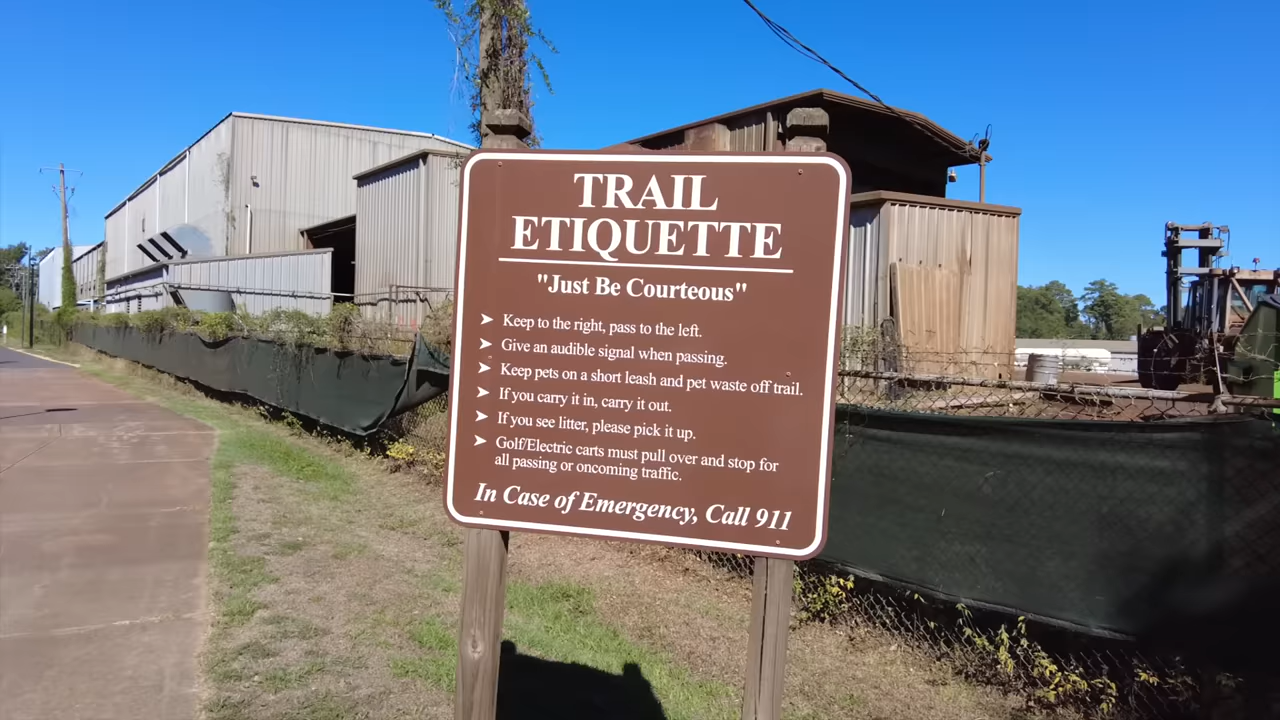 TRAIL
ETIQUETTE
"Just Be Courteous"
➤ Keep to the right, pass to the left.
➤ Give an audible signal when passing.
➤ Keep pets on a short leash and pet waste off trail.
➤ If you carry it in, carry it out.
➤ If you see litter, please pick it up.
➤ Golf/Electric carts must pull over and stop for
all passing or oncoming traffic.
In Case of Emergency, Call 911